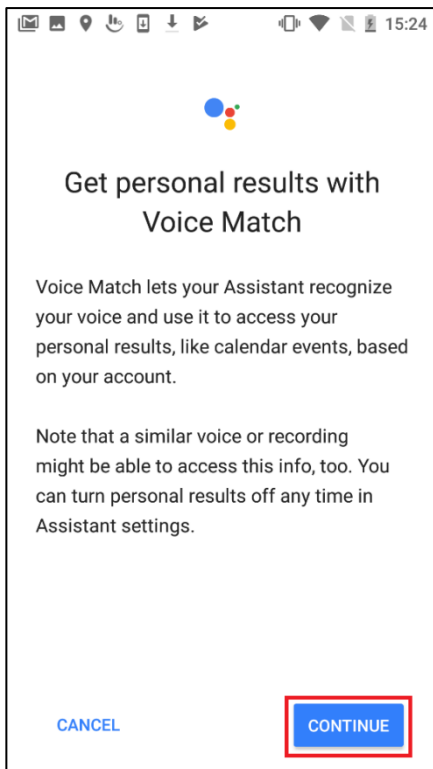 15:24
Get personal results with
Voice Match
Voice Match lets your Assistant recognize
your voice and use it to access your
personal results, like calendar events, based
on your account.
Note that a similar voice or recording
might be able to access this info, too. You
can turn personal results off any time in
Assistant settings.
CANCEL
CONTINUE